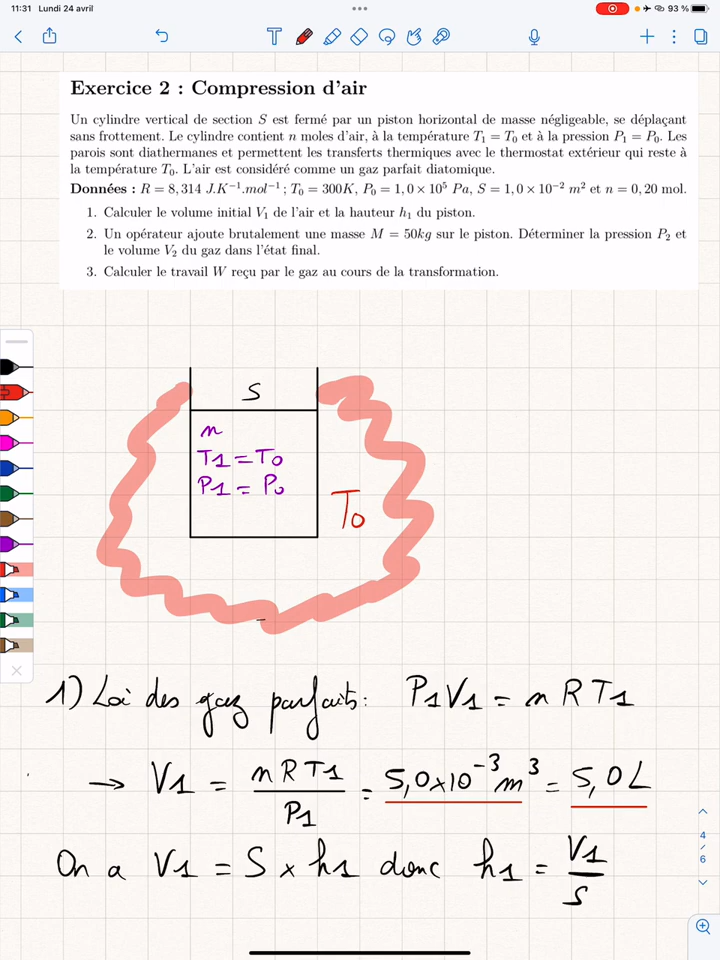 11:31 Lundi 24 avril
93 %
Exercice 2 : Compression d'air
Un cylindre vertical de section S est fermé par un piston horizontal de masse négligeable, se déplaçant
sans frottement. Le cylindre contient n moles d'air, à la température T₁ = T₀ et à la pression P₁ = P₀. Les
parois sont diathermanes et permettent les transferts thermiques avec le thermostat extérieur qui reste à
la température T₀. L'air est considéré comme un gaz parfait diatomique.
Données : R = 8, 314 J.K⁻¹.mol⁻¹ ; T₀ = 300K, P₀ = 1, 0 × 10⁵ Pa, S = 1, 0 × 10⁻² m² et n = 0, 20 mol.
1. Calculer le volume initial V₁ de l'air et la hauteur h₁ du piston.
2. Un opérateur ajoute brutalement une masse M = 50kg sur le piston. Déterminer la pression P₂ et
le volume V₂ du gaz dans l'état final.
3. Calculer le travail W reçu par le gaz au cours de la transformation.
S
n
T1 = T0
P1 = P0
T0
1) Loi des gaz parfaits : P1V1 = n R T1
→ V1 = nRT1/P1 = 5,0×10⁻³ m³ = 5,0L
On a V1 = S × h1 donc h1 = V1/S
4
/
6